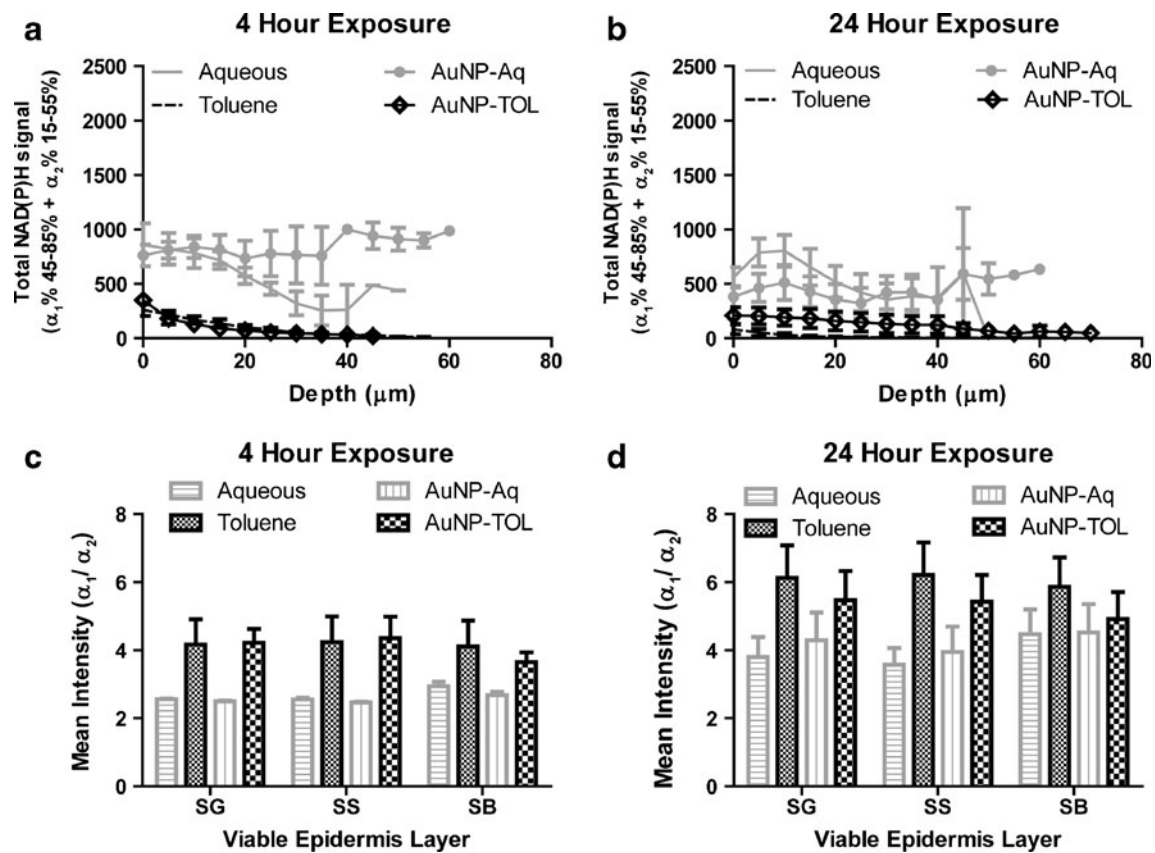 a
4 Hour Exposure
Total NAD(P)H signal
(α₁% 45-85% + α₂% 15-55%)
2500
2000
1500
1000
500
0
Aqueous
AuNP-Aq
Toluene
AuNP-TOL
0 20 40 60 80
Depth (μm)
b
24 Hour Exposure
Total NAD(P)H signal
(α₁% 45-85% + α₂% 15-55%)
2500
2000
1500
1000
500
0
Aqueous
AuNP-Aq
Toluene
AuNP-TOL
0 20 40 60 80
Depth (μm)
c
4 Hour Exposure
Aqueous
AuNP-Aq
Toluene
AuNP-TOL
Mean Intensity (α₁/ α₂)
8
6
4
2
0
SG SS SB
Viable Epidermis Layer
d
24 Hour Exposure
Aqueous
AuNP-Aq
Toluene
AuNP-TOL
Mean Intensity (α₁/ α₂)
8
6
4
2
0
SG SS SB
Viable Epidermis Layer